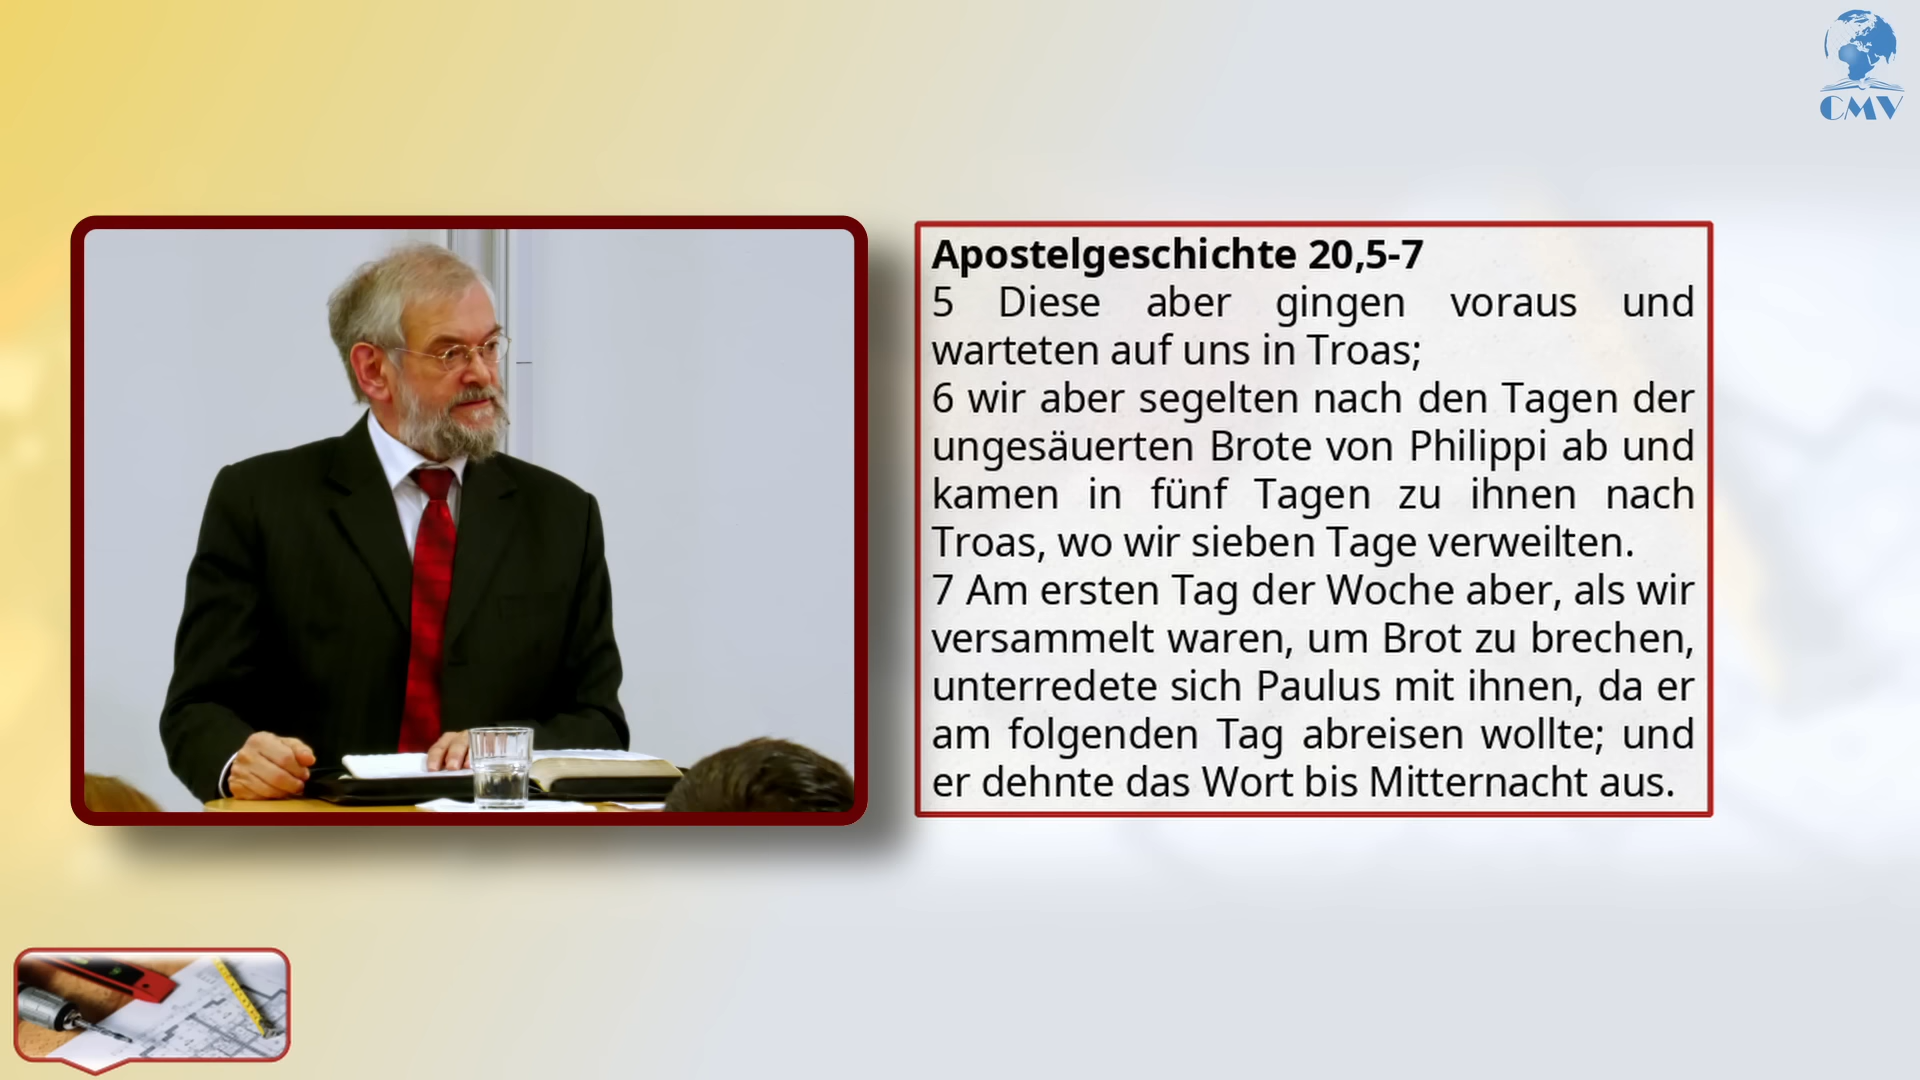 CMV
Apostelgeschichte 20,5-7
5 Diese aber gingen voraus und
warteten auf uns in Troas;
6 wir aber segelten nach den Tagen der
ungesäuerten Brote von Philippi ab und
kamen in fünf Tagen zu ihnen nach
Troas, wo wir sieben Tage verweilten.
7 Am ersten Tag der Woche aber, als wir
versammelt waren, um Brot zu brechen,
unterredete sich Paulus mit ihnen, da er
am folgenden Tag abreisen wollte; und
er dehnte das Wort bis Mitternacht aus.